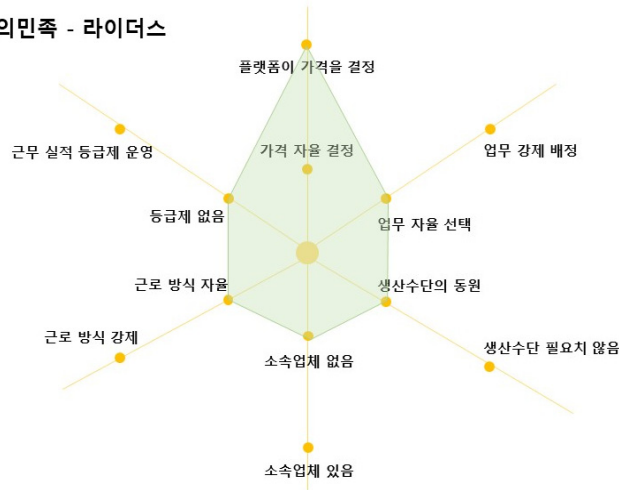 의민족 - 라이더스
플랫폼이 가격을 결정
근무 실적 등급제 운영
가격 자율 결정
업무 강제 배정
등급제 없음
업무 자율 선택
근로 방식 자율
생산수단의 동원
근로 방식 강제
소속업체 없음
생산수단 필요치 않음
소속업체 있음